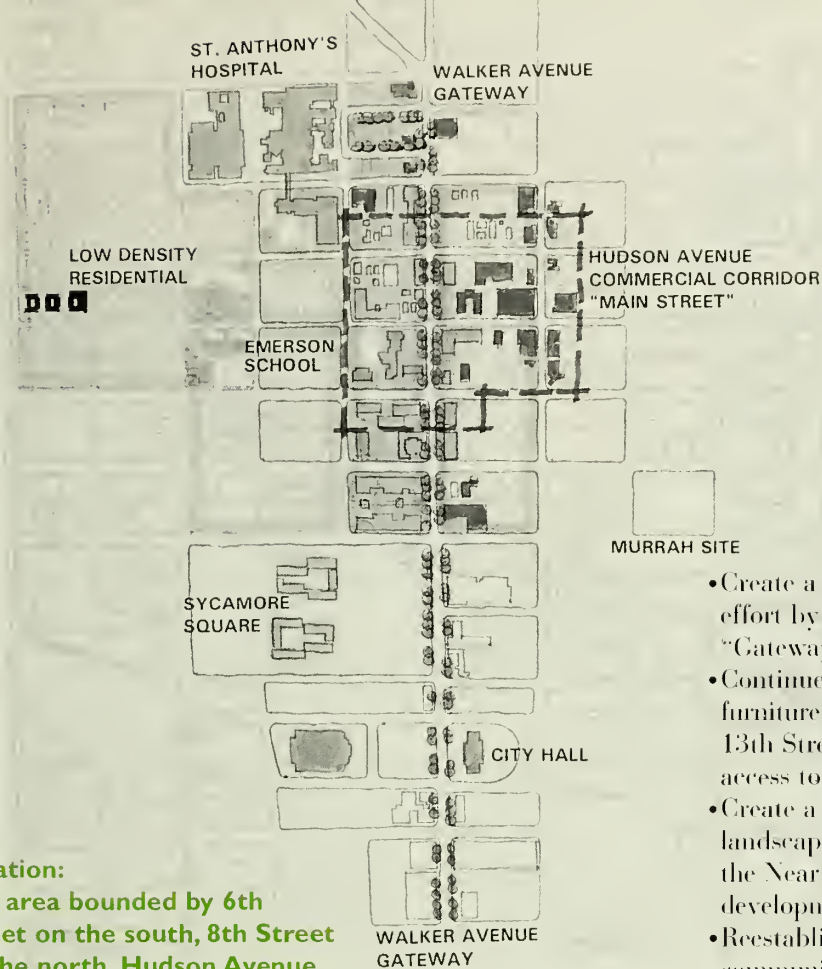 ST. ANTHONY'S
HOSPITAL
WALKER AVENUE
GATEWAY
LOW DENSITY
RESIDENTIAL
HUDSON AVENUE
COMMERCIAL CORRIDOR
"MAIN STREET"
EMERSON
SCHOOL
MURRAH SITE
SYCAMORE
SQUARE
CITY HALL
WALKER AVENUE
GATEWAY
•Create a
effort by
"Gateway
•Continue
furniture
13th Stre
access to
•Create a
landscap
the Near
developn
•Reestabli
ation:
area bounded by 6th
et on the south, 8th Street
he north, Hudson Avenue